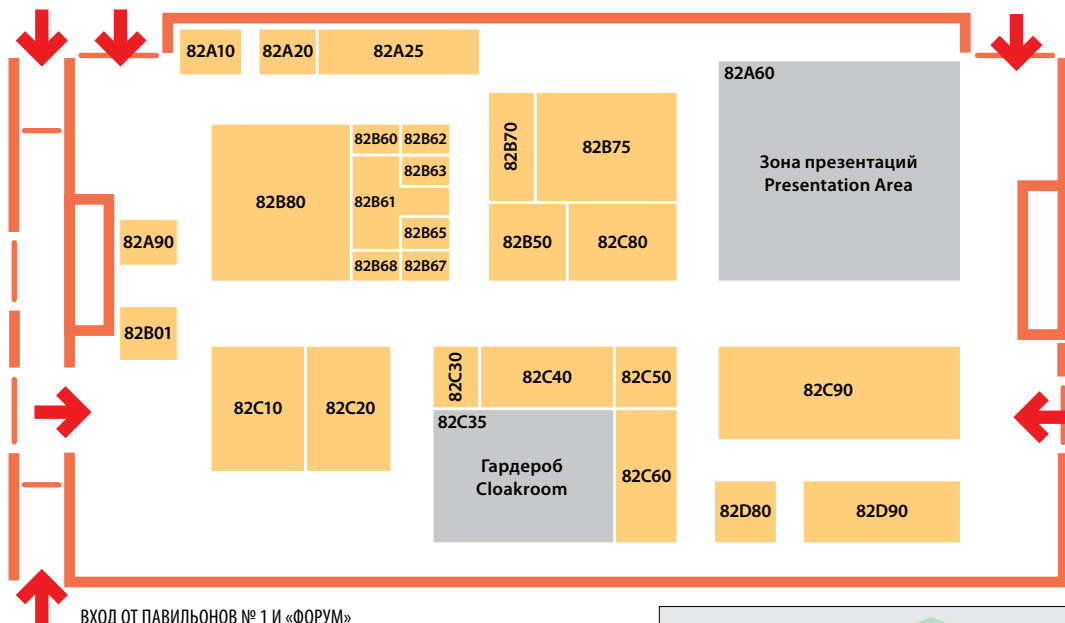 82A10
82A20
82A25
82A60
Зона презентаций
Presentation Area
82B70
82B75
82B60
82B62
82B63
82B80
82B61
82B65
82B68
82B67
82B50
82C80
82A90
82B01
82C10
82C20
82C30
82C40
82C50
82C90
82C35
Гардероб
Cloakroom
82C60
82D80
82D90
ВХОД ОТ ПАВИЛЬОНОВ № 1 И «ФОРУМ»